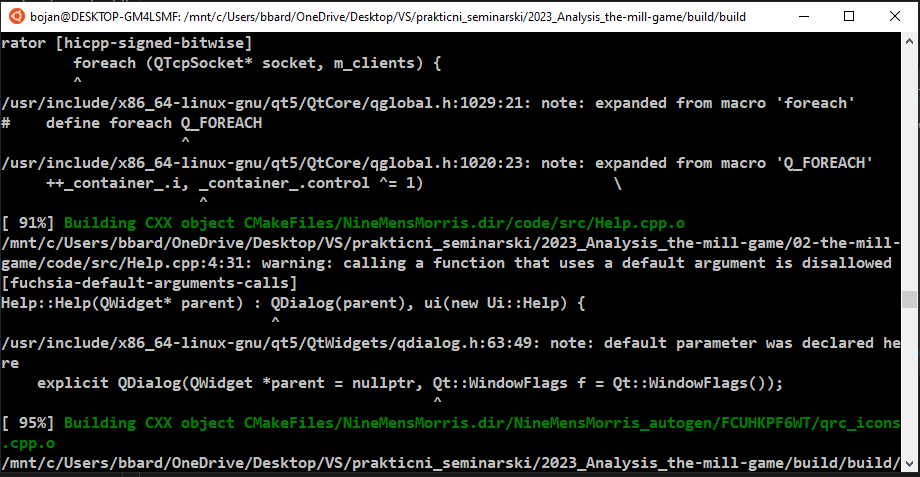 bojan@DESKTOP-GM4LSMF: /mnt/c/Users/bbard/OneDrive/Desktop/VS/prakticni_seminarski/2023_Analysis_the-mill-game/build/build
rator [hicpp-signed-bitwise]
        foreach (QTcpSocket* socket, m_clients) {
        ^
/usr/include/x86_64-linux-gnu/qt5/QtCore/qglobal.h:1029:21: note: expanded from macro 'foreach'
#    define foreach Q_FOREACH
                    ^
/usr/include/x86_64-linux-gnu/qt5/QtCore/qglobal.h:1020:23: note: expanded from macro 'Q_FOREACH'
     ++_container_.i, _container_.control ^= 1)                     \
                      ^
[ 91%] Building CXX object CMakeFiles/NineMensMorris.dir/code/src/Help.cpp.o
/mnt/c/Users/bbard/OneDrive/Desktop/VS/prakticni_seminarski/2023_Analysis_the-mill-game/02-the-mill-
game/code/src/Help.cpp:4:31: warning: calling a function that uses a default argument is disallowed
[fuchsia-default-arguments-calls]
Help::Help(QWidget* parent) : QDialog(parent), ui(new Ui::Help) {
                              ^
/usr/include/x86_64-linux-gnu/qt5/QtWidgets/qdialog.h:63:49: note: default parameter was declared he
re
    explicit QDialog(QWidget *parent = nullptr, Qt::WindowFlags f = Qt::WindowFlags());
                                                ^
[ 95%] Building CXX object CMakeFiles/NineMensMorris.dir/NineMensMorris_autogen/FCUHKPF6WT/qrc_icons
.cpp.o
/mnt/c/Users/bbard/OneDrive/Desktop/VS/prakticni_seminarski/2023_Analysis_the-mill-game/build/build/